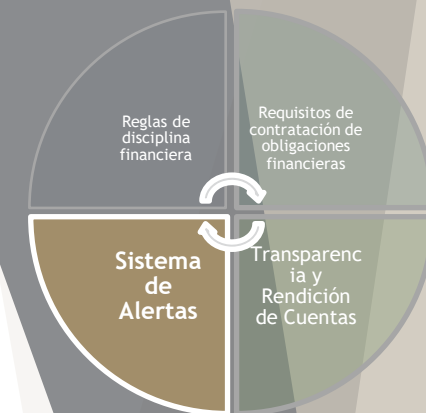 Reglas de
disciplina
financiera
Requisitos de
contratación de
obligaciones
financieras
Sistema
de
Alertas
Transparenc
ia y
Rendición
de Cuentas